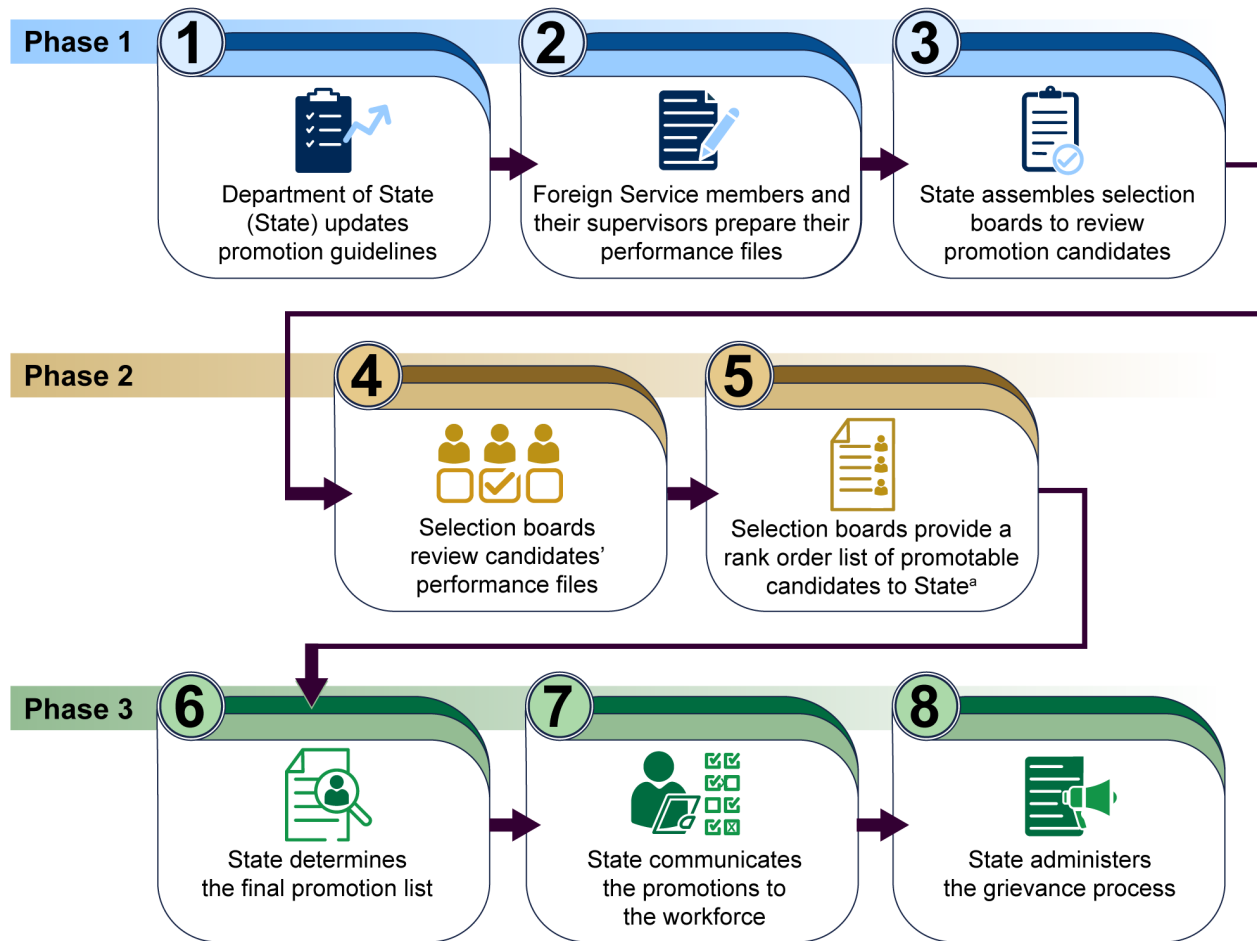 Phase 1
1
Department of State
(State) updates
promotion guidelines
2
Foreign Service members and
their supervisors prepare their
performance files
3
State assembles selection
boards to review
promotion candidates
Phase 2
4
Selection boards
review candidates’
performance files
5
Selection boards provide a
rank order list of promotable
candidates to Stateª
Phase 3
6
State determines
the final promotion list
7
State communicates
the promotions to
the workforce
8
State administers
the grievance process